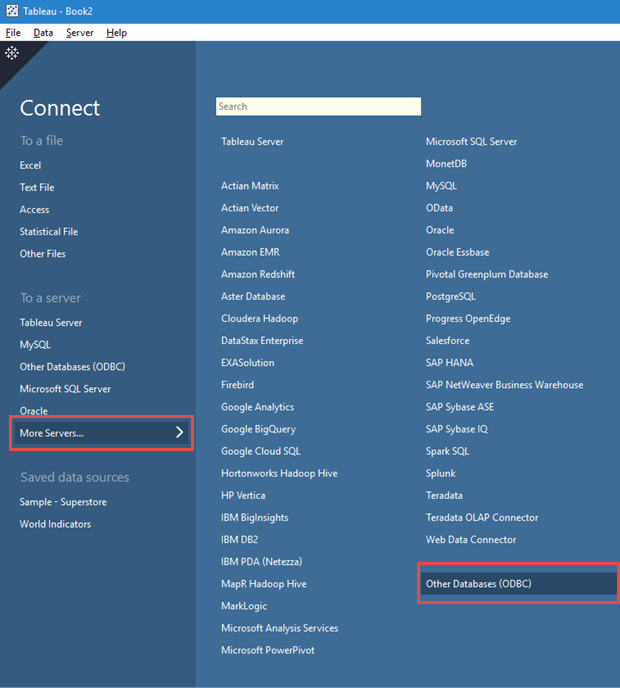 Tableau - Book2
File Data Server Help
Connect
To a file
Excel
Text File
Access
Statistical File
Other Files
To a server
Tableau Server
MySQL
Other Databases (ODBC)
Microsoft SQL Server
Oracle
More Servers...
Saved data sources
Sample - Superstore
World Indicators
Search
Tableau Server
Actian Matrix
Actian Vector
Amazon Aurora
Amazon EMR
Amazon Redshift
Aster Database
Cloudera Hadoop
DataStax Enterprise
EXASolution
Firebird
Google Analytics
Google BigQuery
Google Cloud SQL
Hortonworks Hadoop Hive
HP Vertica
IBM BigInsights
IBM DB2
IBM PDA (Netezza)
MapR Hadoop Hive
MarkLogic
Microsoft Analysis Services
Microsoft PowerPivot
Microsoft SQL Server
MonetDB
MySQL
OData
Oracle
Oracle Essbase
Pivotal Greenplum Database
PostgreSQL
Progress OpenEdge
Salesforce
SAP HANA
SAP NetWeaver Business Warehouse
SAP Sybase ASE
SAP Sybase IQ
Spark SQL
Splunk
Teradata
Teradata OLAP Connector
Web Data Connector
Other Databases (ODBC)